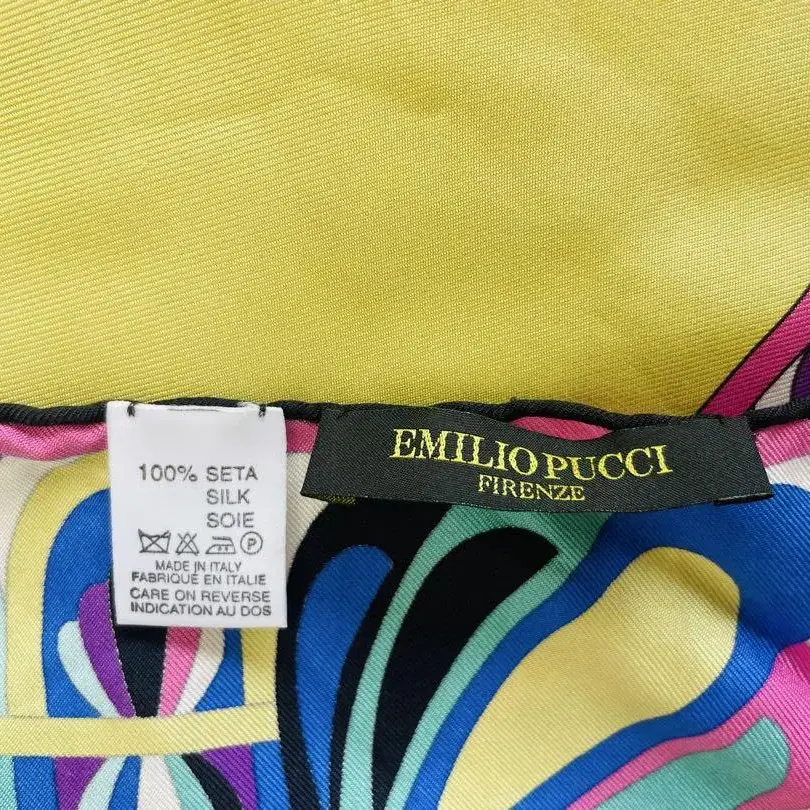 100% SETA
SILK
SOIE
P
MADE IN ITALY
FABRIQUÉ EN ITALIE
CARE ON REVERSE
INDICATION AU DOS
EMILIO PUCCI
FIRENZE